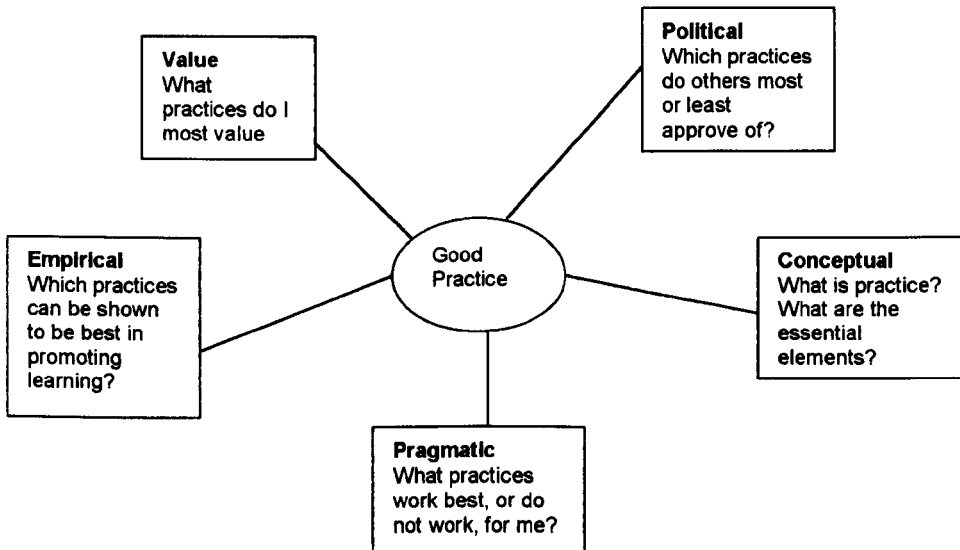 Value
What
practices do I
most value
Political
Which practices
do others most
or least
approve of?
Good
Practice
Empirical
Which practices
can be shown
to be best in
promoting
learning?
Conceptual
What is practice?
What are the
essential
elements?
Pragmatic
What practices
work best, or do
not work, for me?